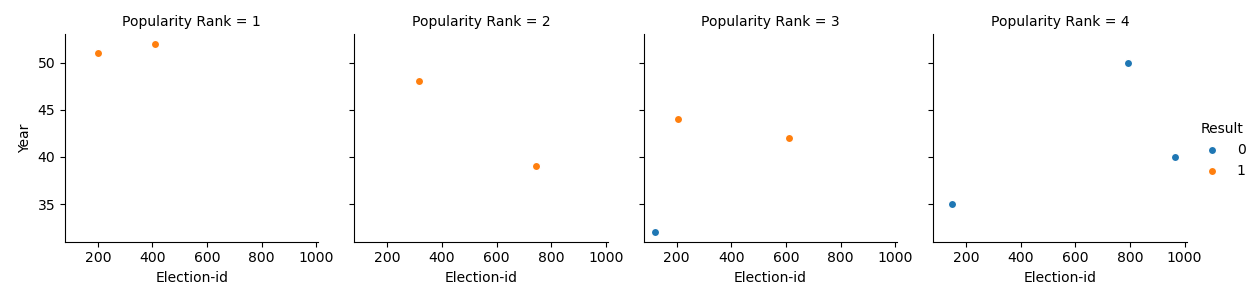 Popularity Rank = 1
Popularity Rank = 2
Popularity Rank = 3
Popularity Rank = 4
50
45
40
35
Year
Result
0
1
200 400 600 800 1000
200 400 600 800 1000
200 400 600 800 1000
200 400 600 800 1000
Election-id
Election-id
Election-id
Election-id